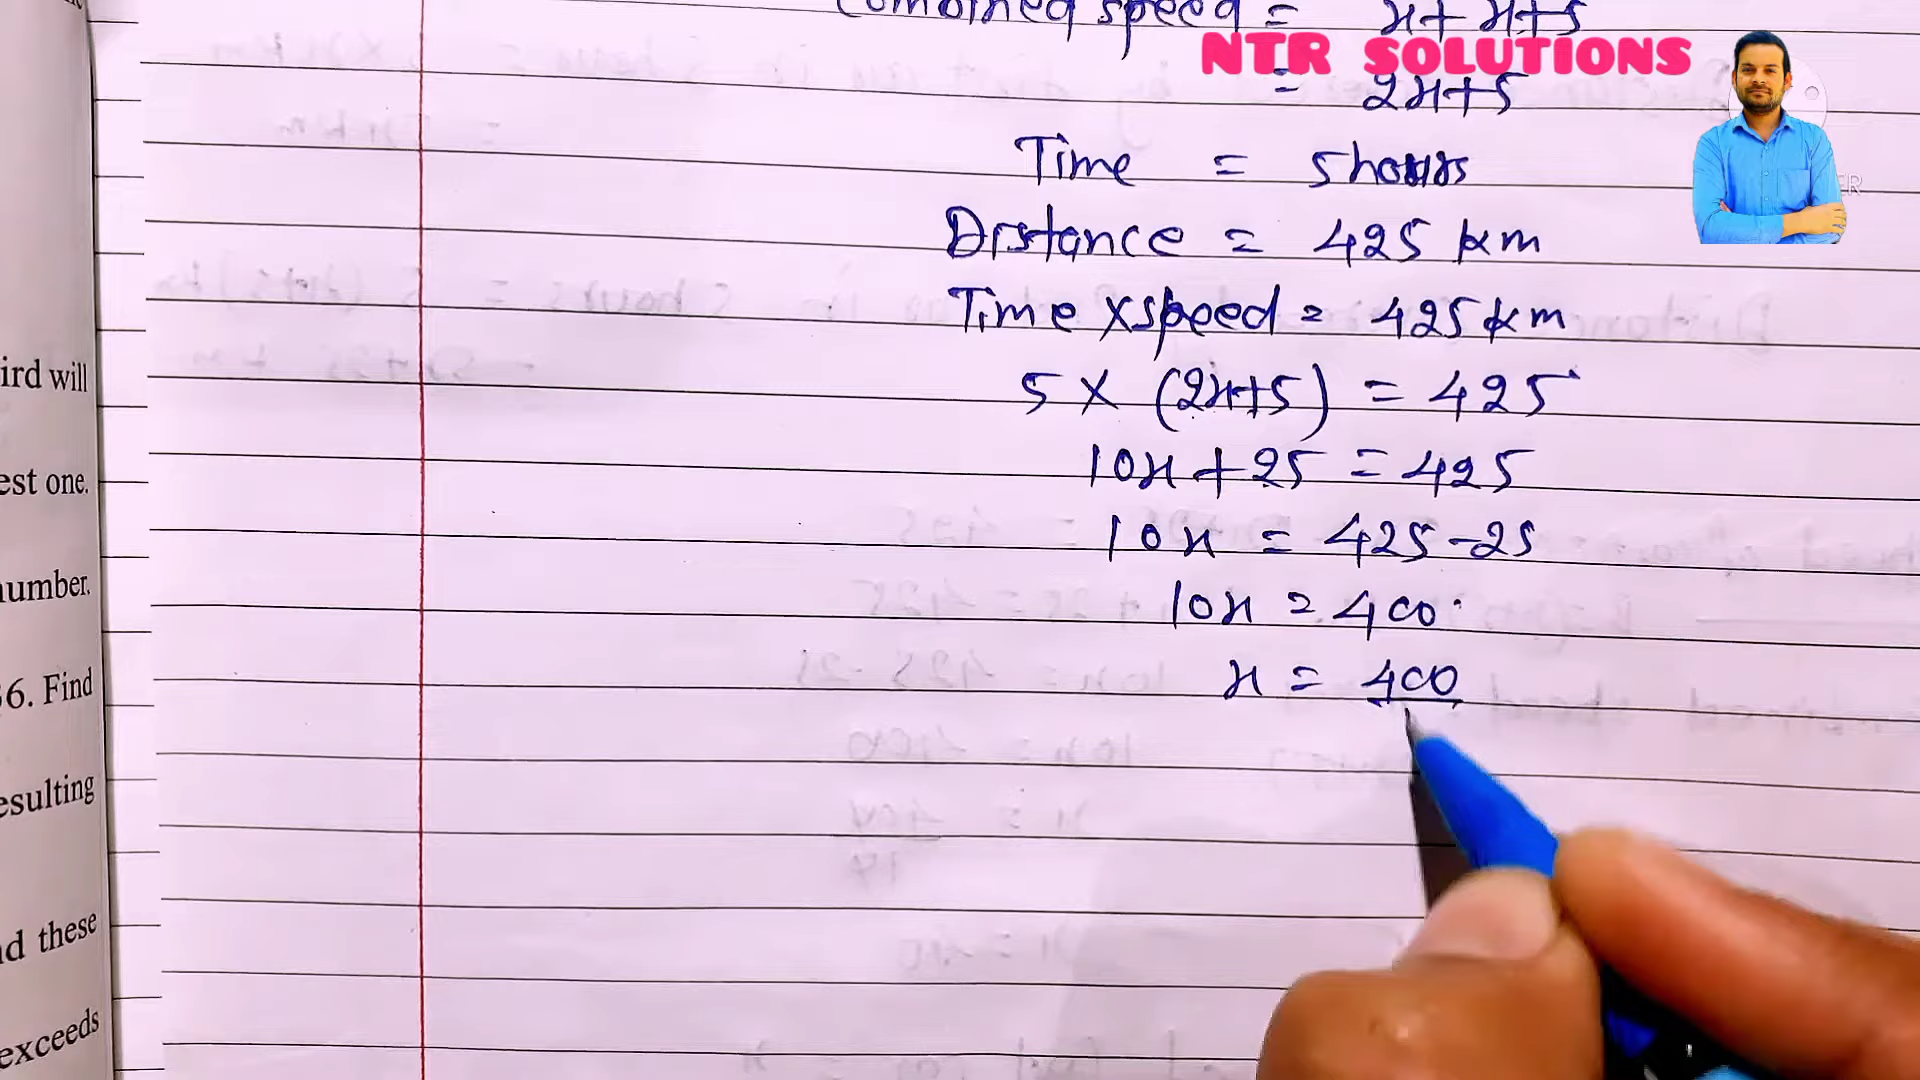 Combined speed = x + x+5
NTR SOLUTIONS
= 2x+5
Time = 5 hours
Distance = 425 km
Time x speed = 425 km
5 x (2x+5) = 425
10x + 25 = 425
10x = 425 - 25
10x = 400
x = 400
ird will
est one.
number.
6. Find
esulting
d these
exceeds